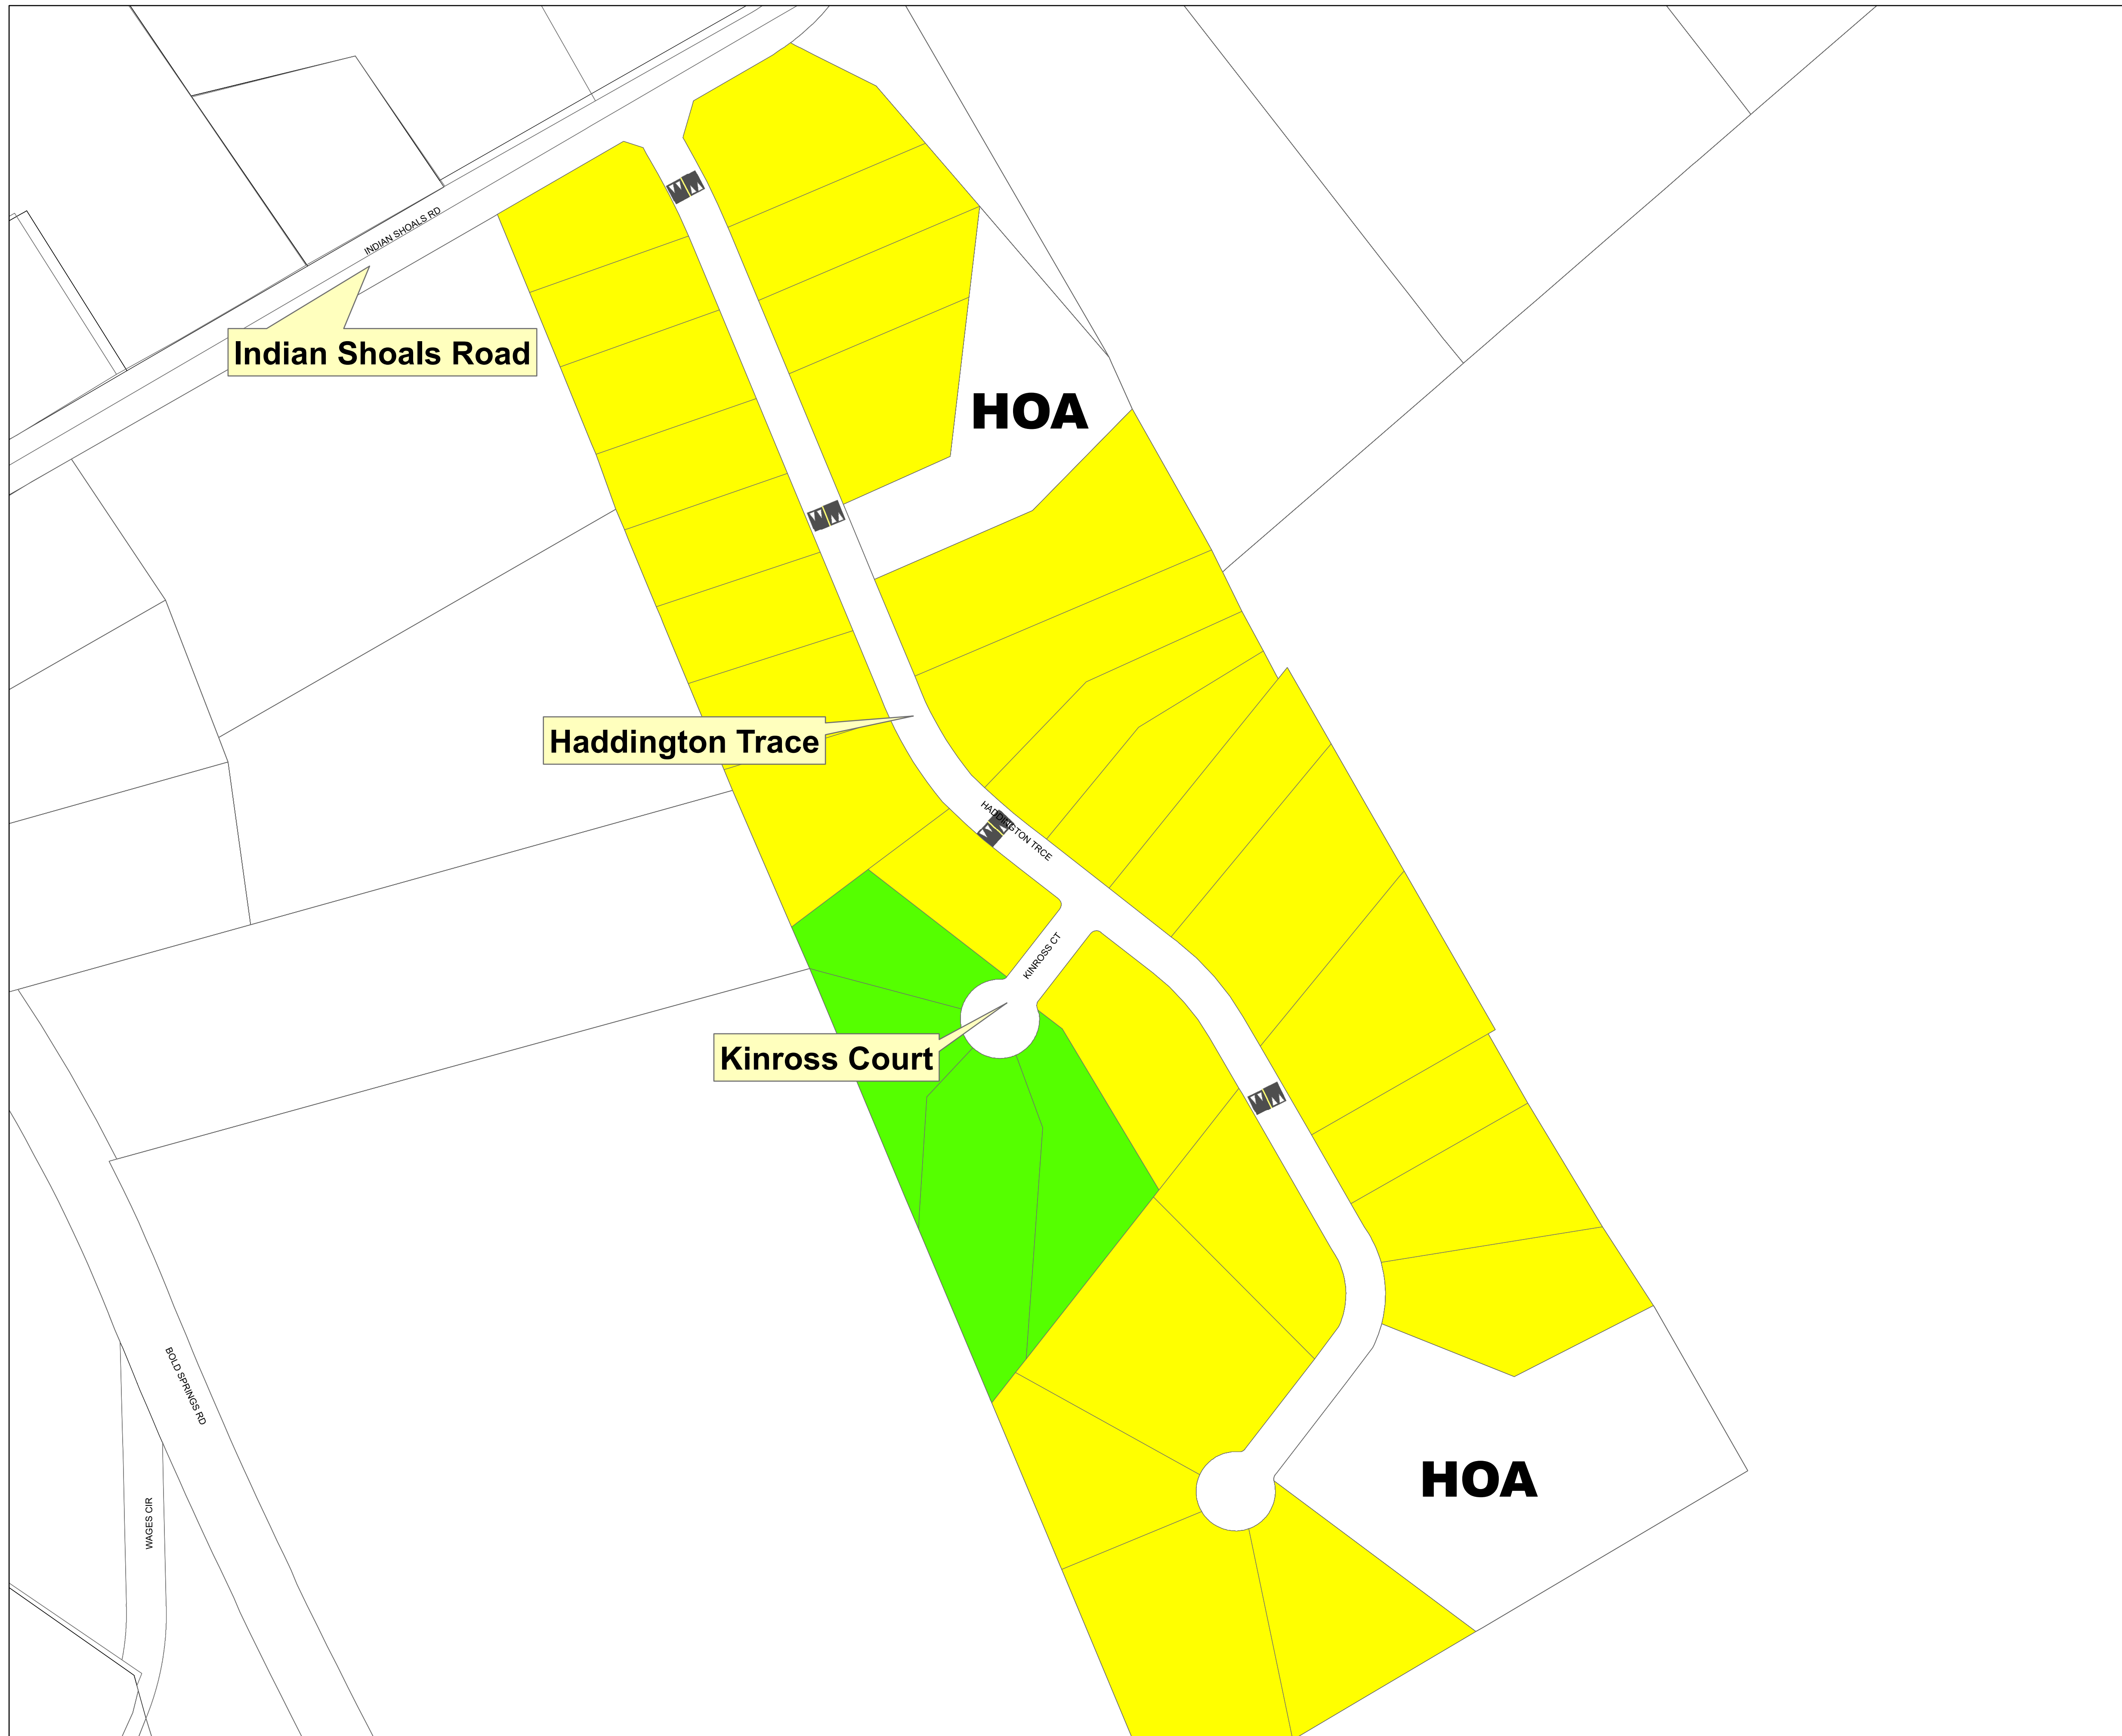 INDIAN SHOALS RD
Indian Shoals Road
HOA
Haddington Trace
HADDINGTON TRCE
KINROSS CT
Kinross Court
BOLD SPRINGS RD
HOA
WAGES CIR